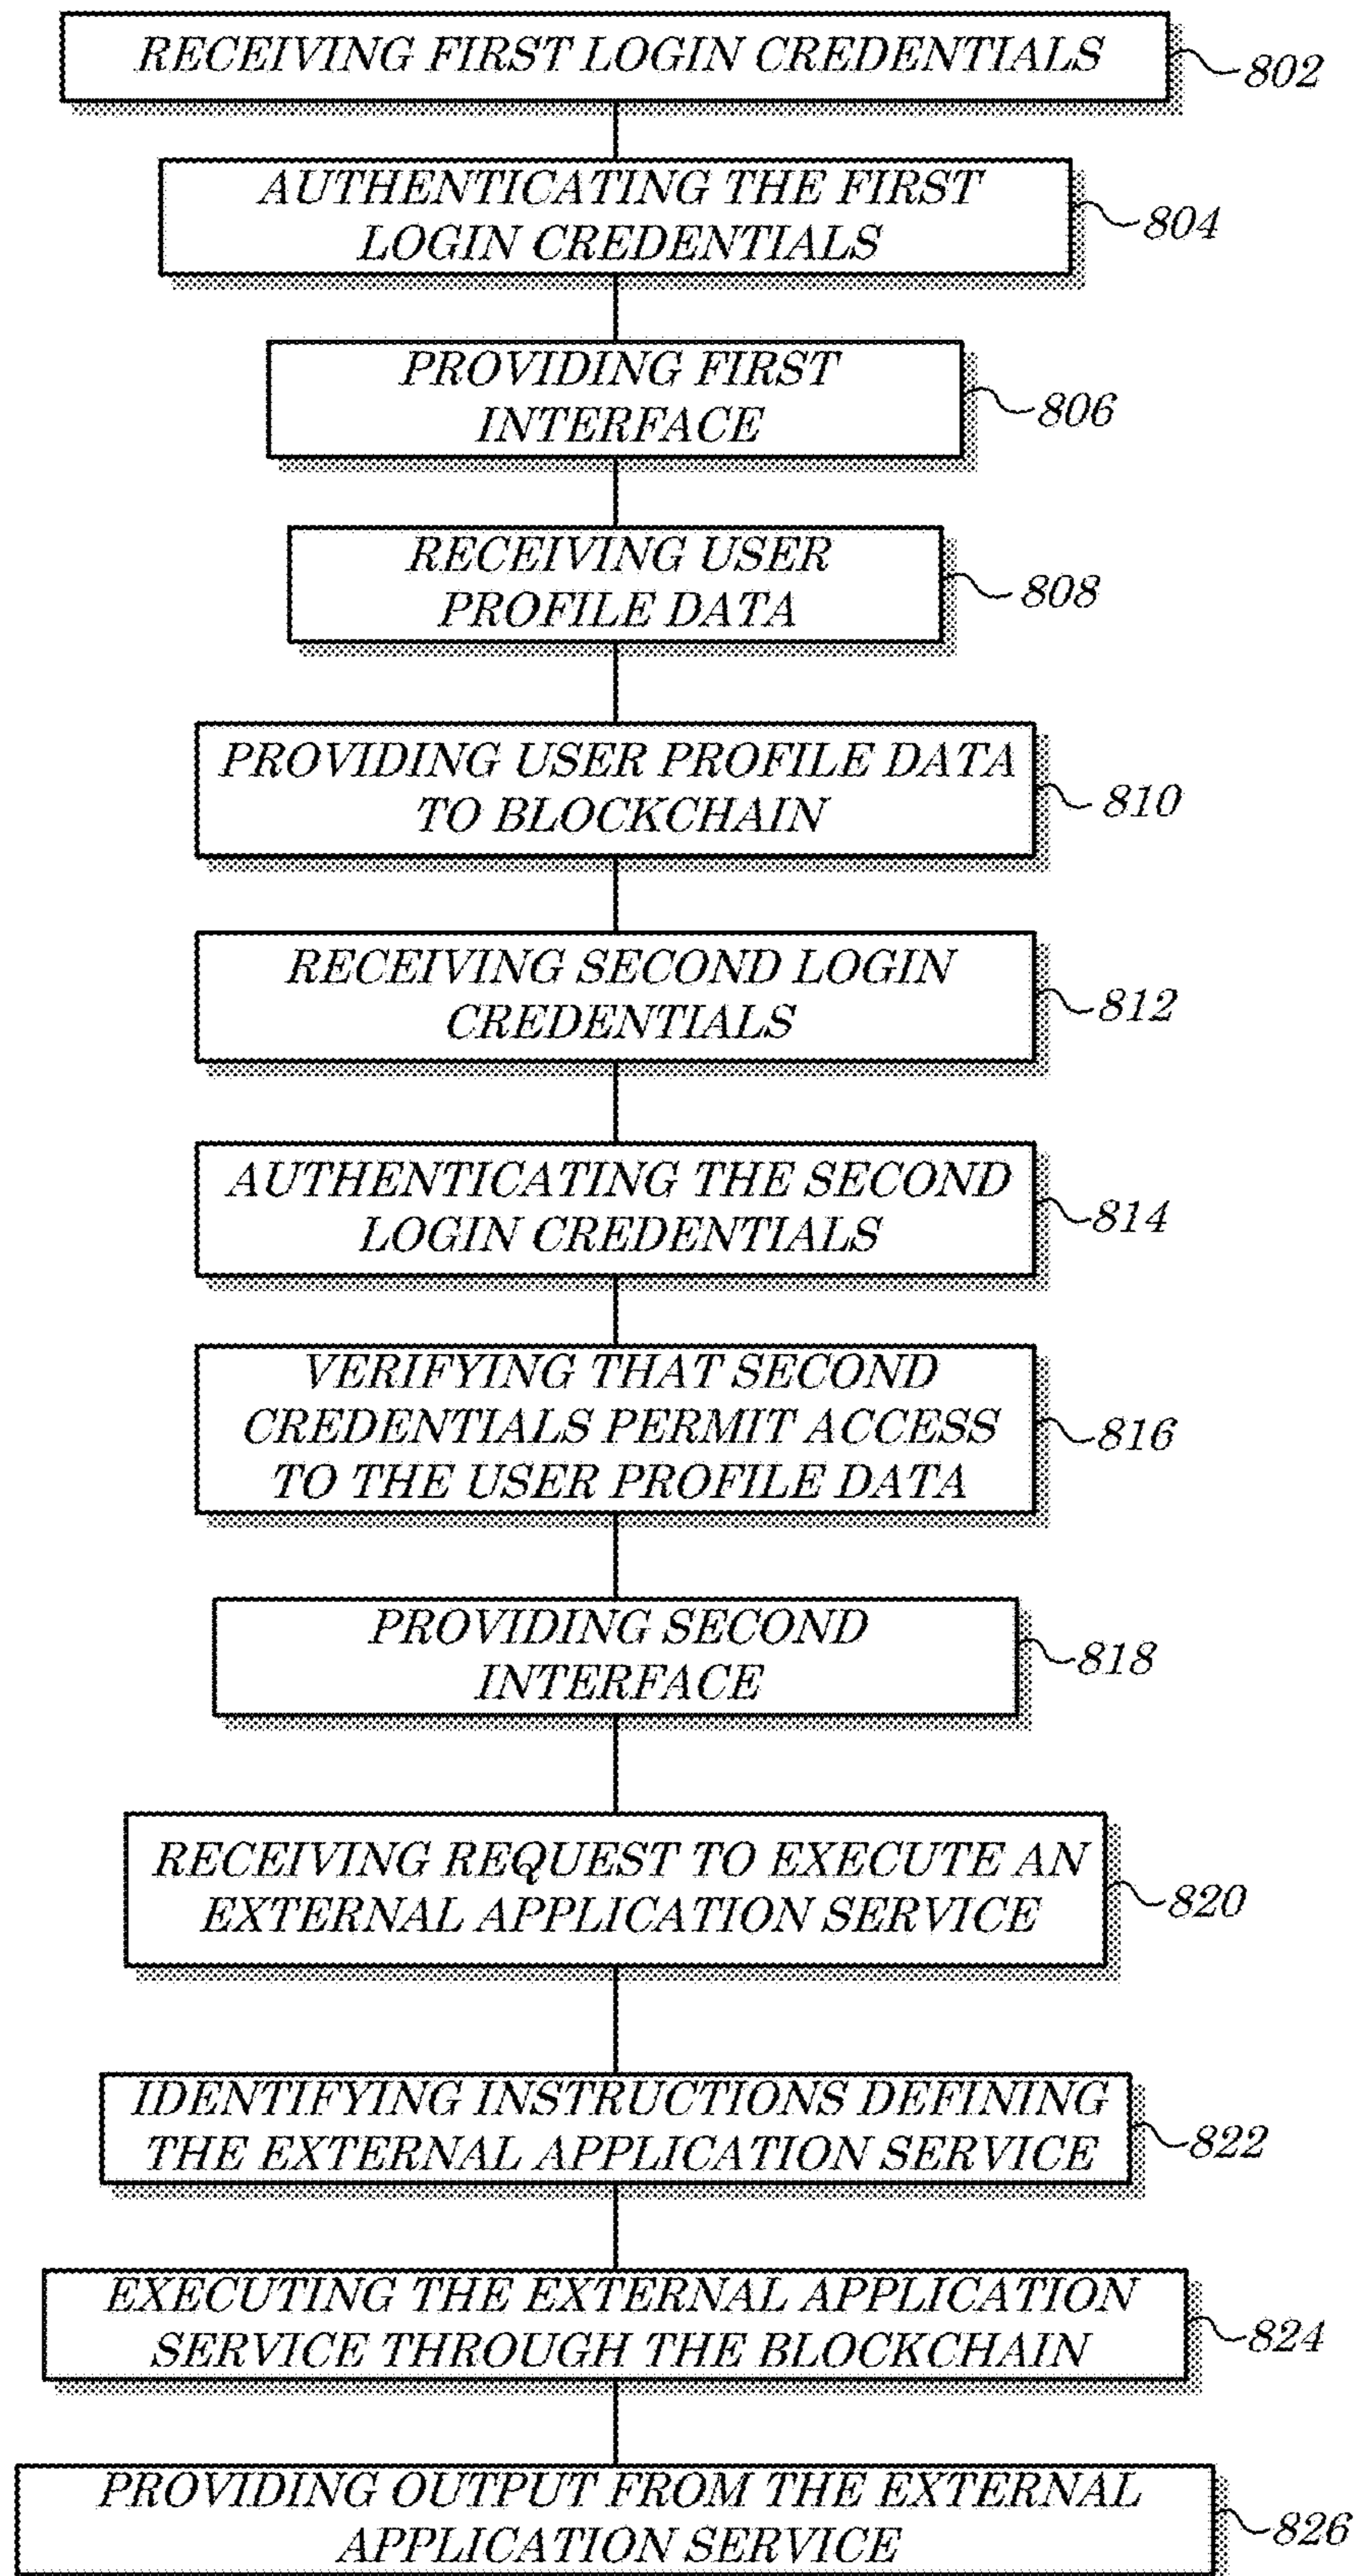 RECEIVING FIRST LOGIN CREDENTIALS
802
AUTHENTICATING THE FIRST
LOGIN CREDENTIALS
804
PROVIDING FIRST
INTERFACE
806
RECEIVING USER
PROFILE DATA
808
PROVIDING USER PROFILE DATA
TO BLOCKCHAIN
810
RECEIVING SECOND LOGIN
CREDENTIALS
812
AUTHENTICATING THE SECOND
LOGIN CREDENTIALS
814
VERIFYING THAT SECOND
CREDENTIALS PERMIT ACCESS
TO THE USER PROFILE DATA
816
PROVIDING SECOND
INTERFACE
818
RECEIVING REQUEST TO EXECUTE AN
EXTERNAL APPLICATION SERVICE
820
IDENTIFYING INSTRUCTIONS DEFINING
THE EXTERNAL APPLICATION SERVICE
822
EXECUTING THE EXTERNAL APPLICATION
SERVICE THROUGH THE BLOCKCHAIN
824
PROVIDING OUTPUT FROM THE EXTERNAL
APPLICATION SERVICE
826